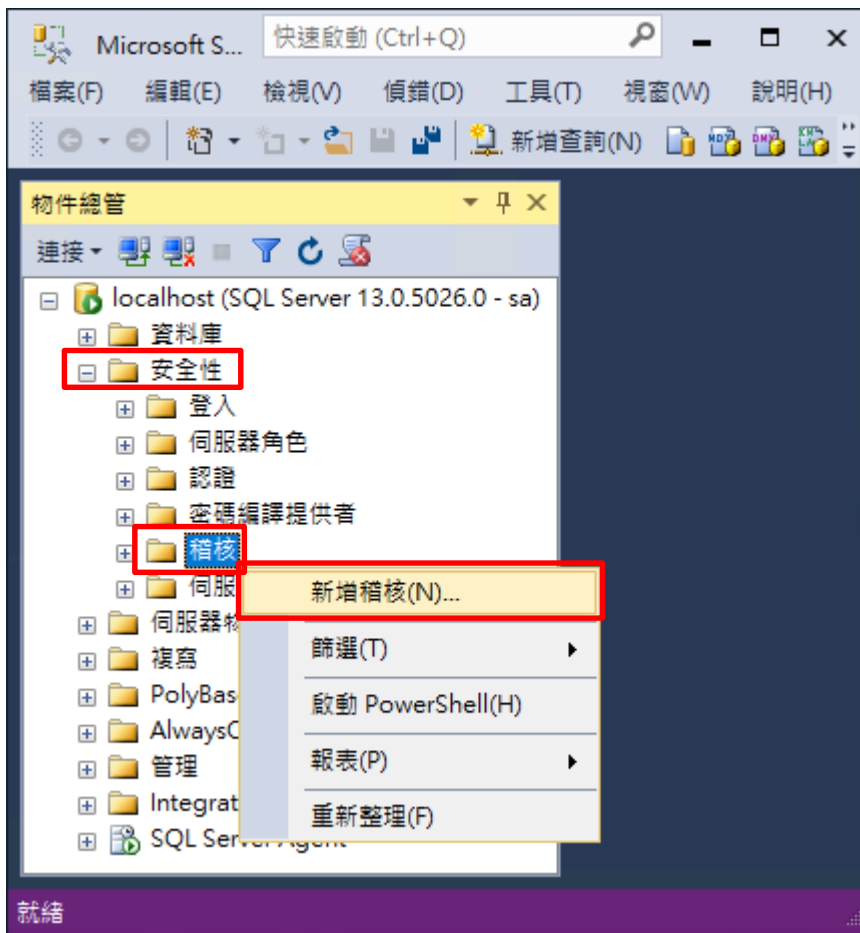 Microsoft S... 快速啟動 (Ctrl+Q)
檔案(F) 編輯(E) 檢視(V) 偵錯(D) 工具(T) 視窗(W) 說明(H)
新增查詢(N) MDX DMX XMLA
物件總管
連接
localhost (SQL Server 13.0.5026.0 - sa)
資料庫
安全性
登入
伺服器角色
認證
密碼編譯提供者
稽核
伺服
新增稽核(N)...
伺服器物
篩選(T)
複寫
PolyBas
啟動 PowerShell(H)
AlwaysO
管理
報表(P)
Integrat
重新整理(F)
SQL Server Agent
就緒